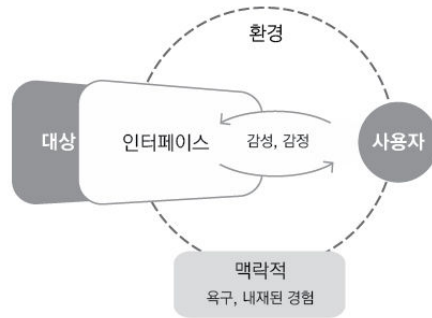 환경
대상
인터페이스
감성, 감정
사용자
맥락적
욕구, 내재된 경험